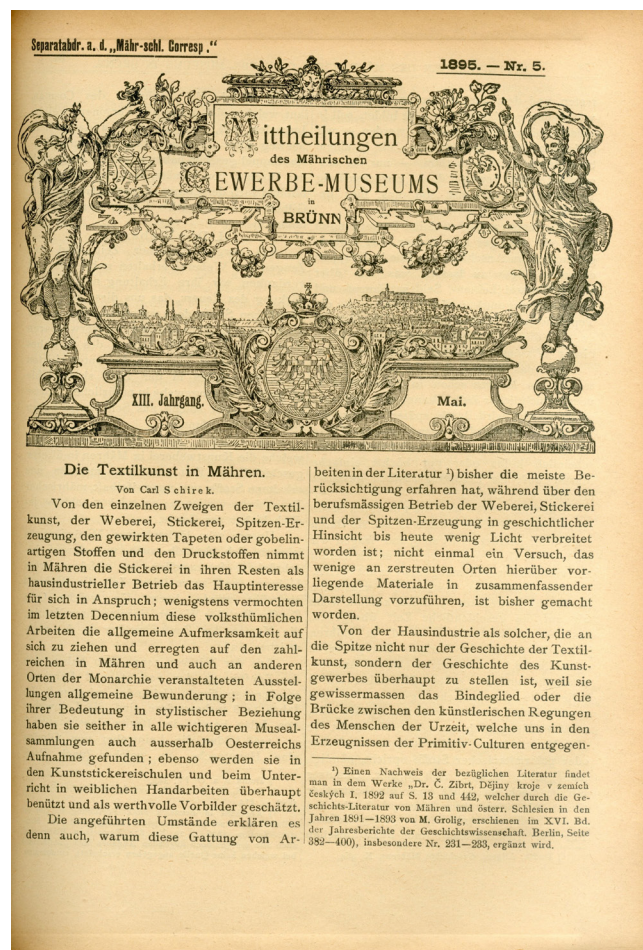 Separatabdr. a. d. „Mähr-schl. Corresp.“
1895. — Nr. 5.
Mittheilungen
des Mährischen
GEWERBE-MUSEUMS
in
BRÜNN
XIII. Jahrgang.
Mai.
Die Textilkunst in Mähren.
Von Carl Schirek.
Von den einzelnen Zweigen der Textil-
kunst, der Weberei, Stickerei, Spitzen-Er-
zeugung, den gewirkten Tapeten oder gobelin-
artigen Stoffen und den Druckstoffen nimmt
in Mähren die Stickerei in ihren Resten als
hausindustrieller Betrieb das Hauptinteresse
für sich in Anspruch; wenigstens vermochten
im letzten Decennium diese volksthümlichen
Arbeiten die allgemeine Aufmerksamkeit auf
sich zu ziehen und erregten auf den zahl-
reichen in Mähren und auch an anderen
Orten der Monarchie veranstalteten Ausstel-
lungen allgemeine Bewunderung; in Folge
ihrer Bedeutung in stylistischer Beziehung
haben sie seither in alle wichtigeren Museal-
sammlungen auch ausserhalb Oesterreichs
Aufnahme gefunden; ebenso werden sie in
den Kunststickereischulen und beim Unter-
richt in weiblichen Handarbeiten überhaupt
benützt und als werthvolle Vorbilder geschätzt.
Die angeführten Umstände erklären es
denn auch, warum diese Gattung von Ar-
beiten in der Literatur ¹) bisher die meiste Be-
rücksichtigung erfahren hat, während über den
berufsmässigen Betrieb der Weberei, Stickerei
und der Spitzen-Erzeugung in geschichtlicher
Hinsicht bis heute wenig Licht verbreitet
worden ist; nicht einmal ein Versuch, das
wenige an zerstreuten Orten hierüber vor-
liegende Materiale in zusammenfassender
Darstellung vorzuführen, ist bisher gemacht
worden.
Von der Hausindustrie als solcher, die an
die Spitze nicht nur der Geschichte der Textil-
kunst, sondern der Geschichte des Kunst-
gewerbes überhaupt zu stellen ist, weil sie
gewissermassen das Bindeglied oder die
Brücke zwischen den künstlerischen Regungen
des Menschen der Urzeit, welche uns in den
Erzeugnissen der Primitiv-Culturen entgegen-
¹) Einen Nachweis der bezüglichen Literatur findet
man in dem Werke „Dr. Č. Zibrt, Dějiny kroje v zemích
českých I. 1892 auf S. 13 und 442, welcher durch die Ge-
schichts-Literatur von Mähren und österr. Schlesien in den
Jahren 1891—1893 von M. Grolig, erschienen im XVI. Bd.
der Jahresberichte der Geschichtswissenschaft. Berlin, Seite
382—400), insbesondere Nr. 231—233, ergänzt wird.